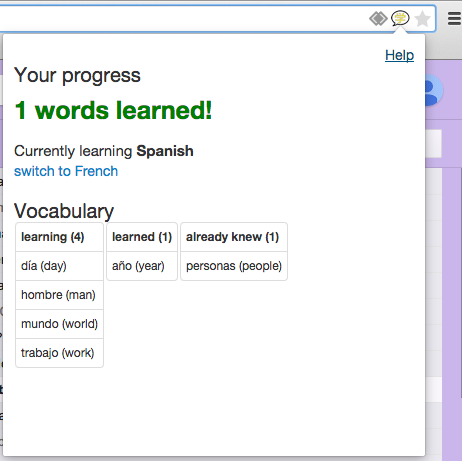 Help
Your progress
1 words learned!
Currently learning Spanish
switch to French
Vocabulary
learning (4) learned (1) already knew (1)
día (day) año (year) personas (people)
hombre (man)
mundo (world)
trabajo (work)